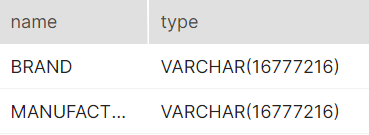 name type
BRAND VARCHAR(16777216)
MANUFACT... VARCHAR(16777216)